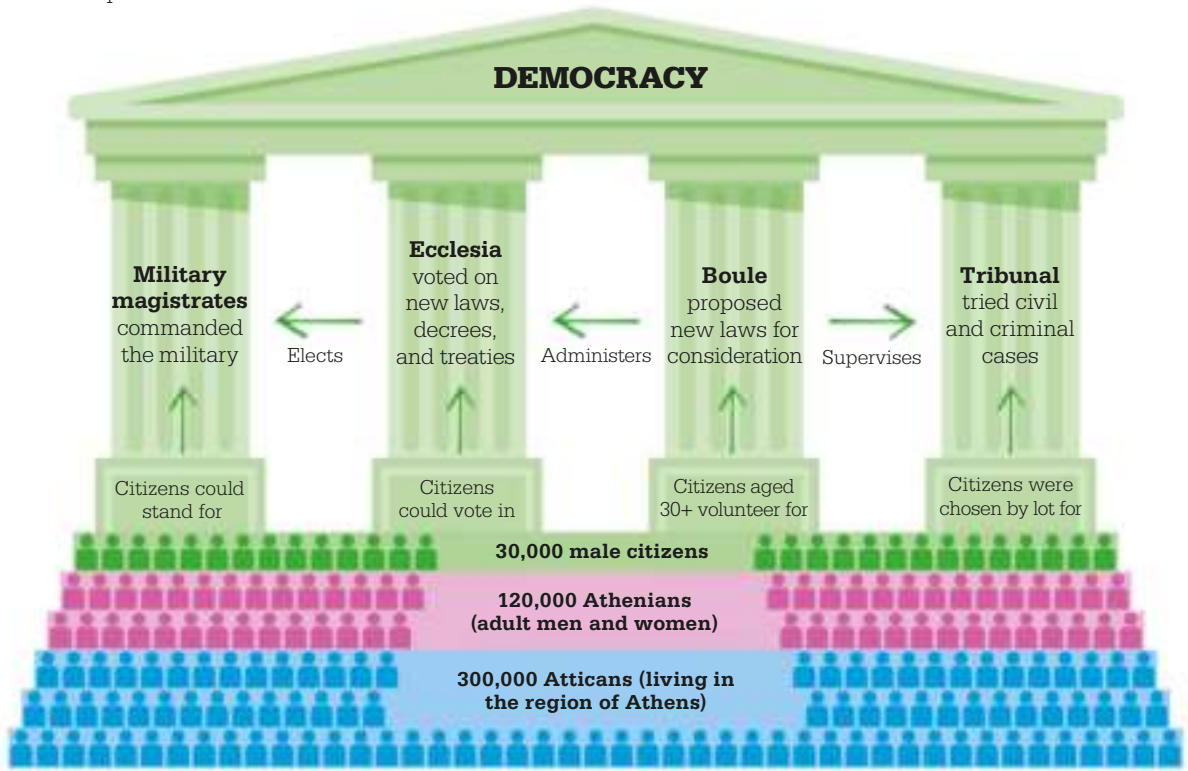 DEMOCRACY
Military
magistrates
commanded
the military
Elects
Ecclesia
voted on
new laws,
decrees,
and treaties
Administers
Boule
proposed
new laws for
consideration
Supervises
Tribunal
tried civil
and criminal
cases
Citizens could
stand for
Citizens
could vote in
Citizens aged
30+ volunteer for
Citizens were
chosen by lot for
30,000 male citizens
120,000 Athenians
(adult men and women)
300,000 Atticans (living in
the region of Athens)